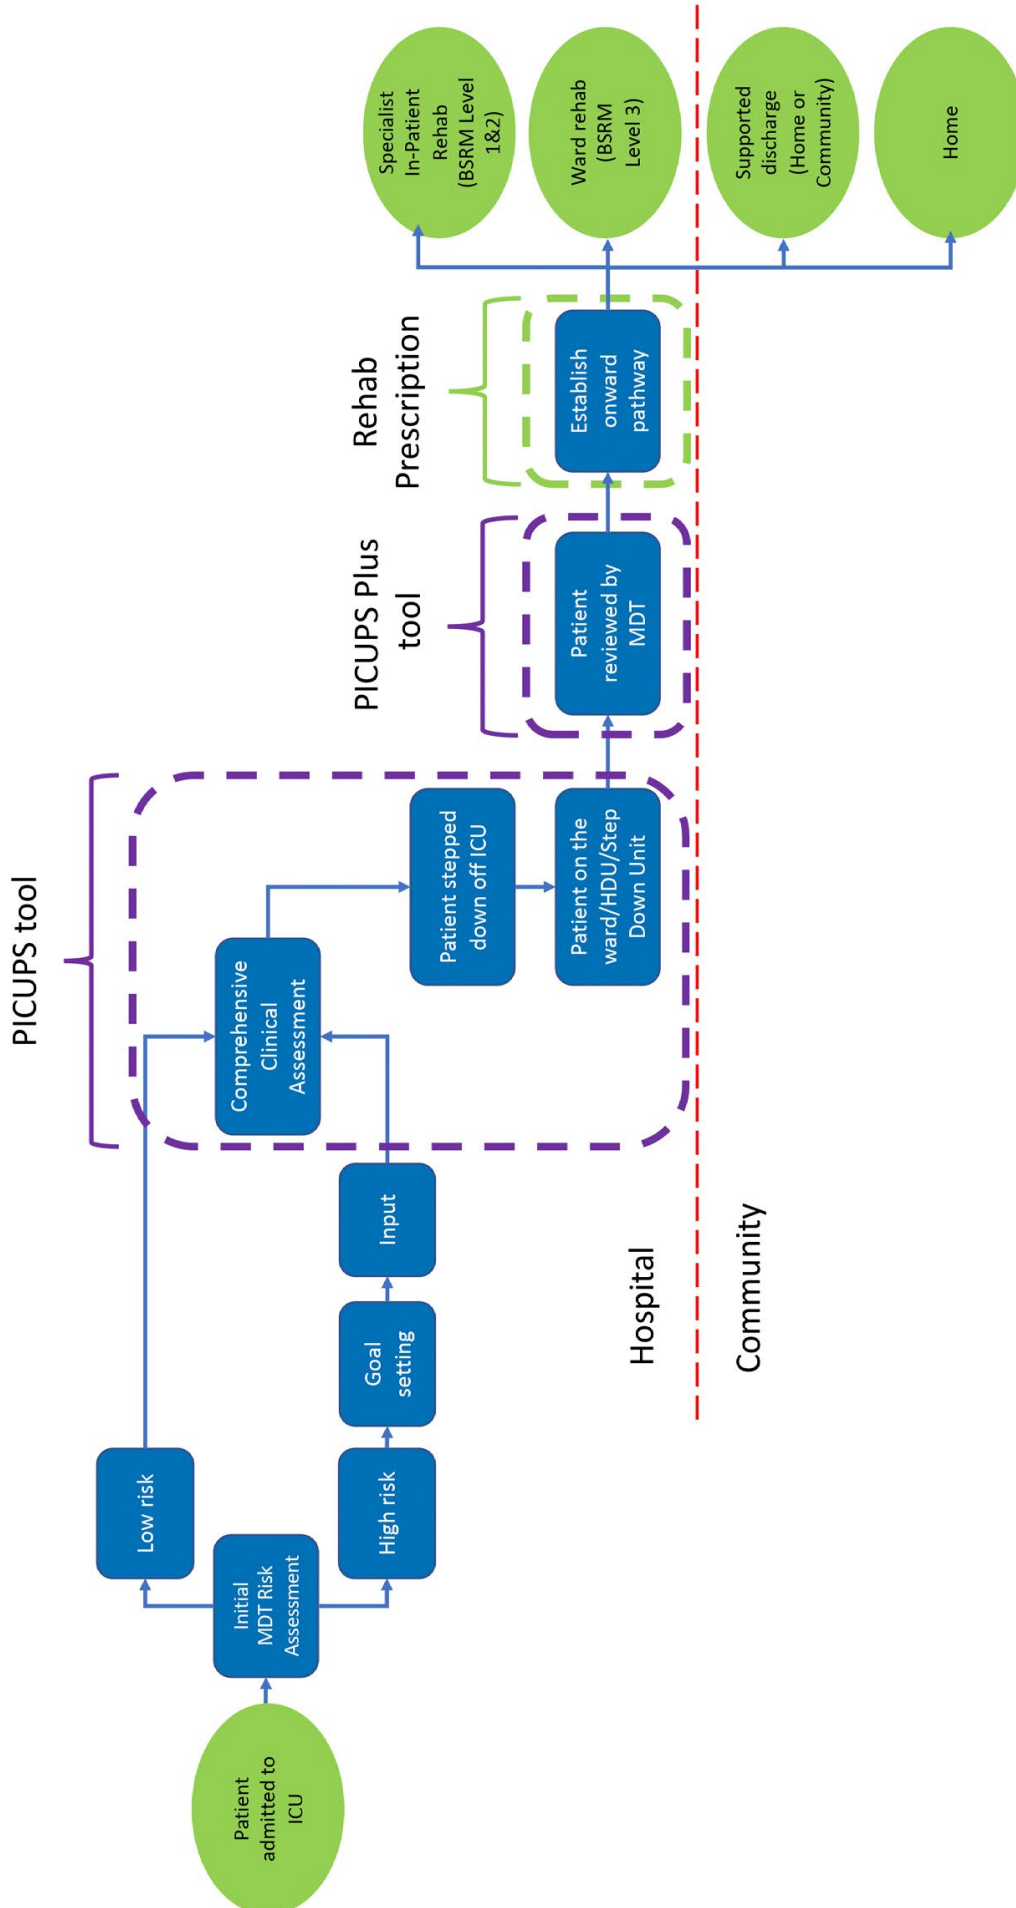 Patient
admitted to
ICU
Initial
MDT Risk
Assessment
Low risk
High risk
Goal
setting
Input
PICUPS tool
Comprehensive
Clinical
Assessment
Patient stepped
down off ICU
Patient on the
ward/HDU/Step
Down Unit
PICUPS Plus
tool
Patient
reviewed by
MDT
Rehab
Prescription
Establish
onward
pathway
Specialist
In-Patient
Rehab
(BSRM Level
1&2)
Ward rehab
(BSRM
Level 3)
Supported
discharge
(Home or
Community)
Home
Hospital
Community